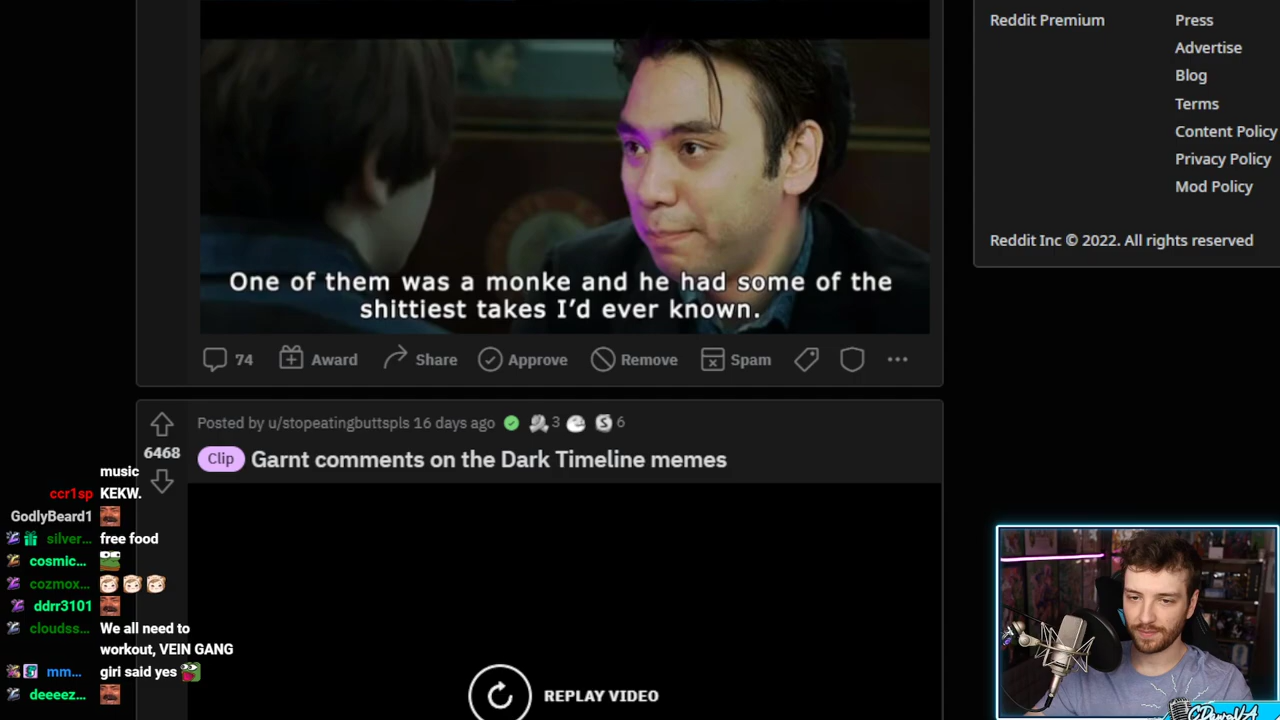 Reddit Premium
Press
Advertise
Blog
Terms
Content Policy
Privacy Policy
Mod Policy
Reddit Inc © 2022. All rights reserved
One of them was a monke and he had some of the
shittiest takes I'd ever known.
74 Award Share Approve Remove Spam
Posted by u/stopeatingbuttspls 16 days ago 3 6
6468
Clip Garnt comments on the Dark Timeline memes
music
ccr1sp KEKW.
GodlyBeard1
silver... free food
cosmic...
cozmox...
ddrr3101
cloudss... We all need to
workout, VEIN GANG
mm... giri said yes
deeeez...
REPLAY VIDEO